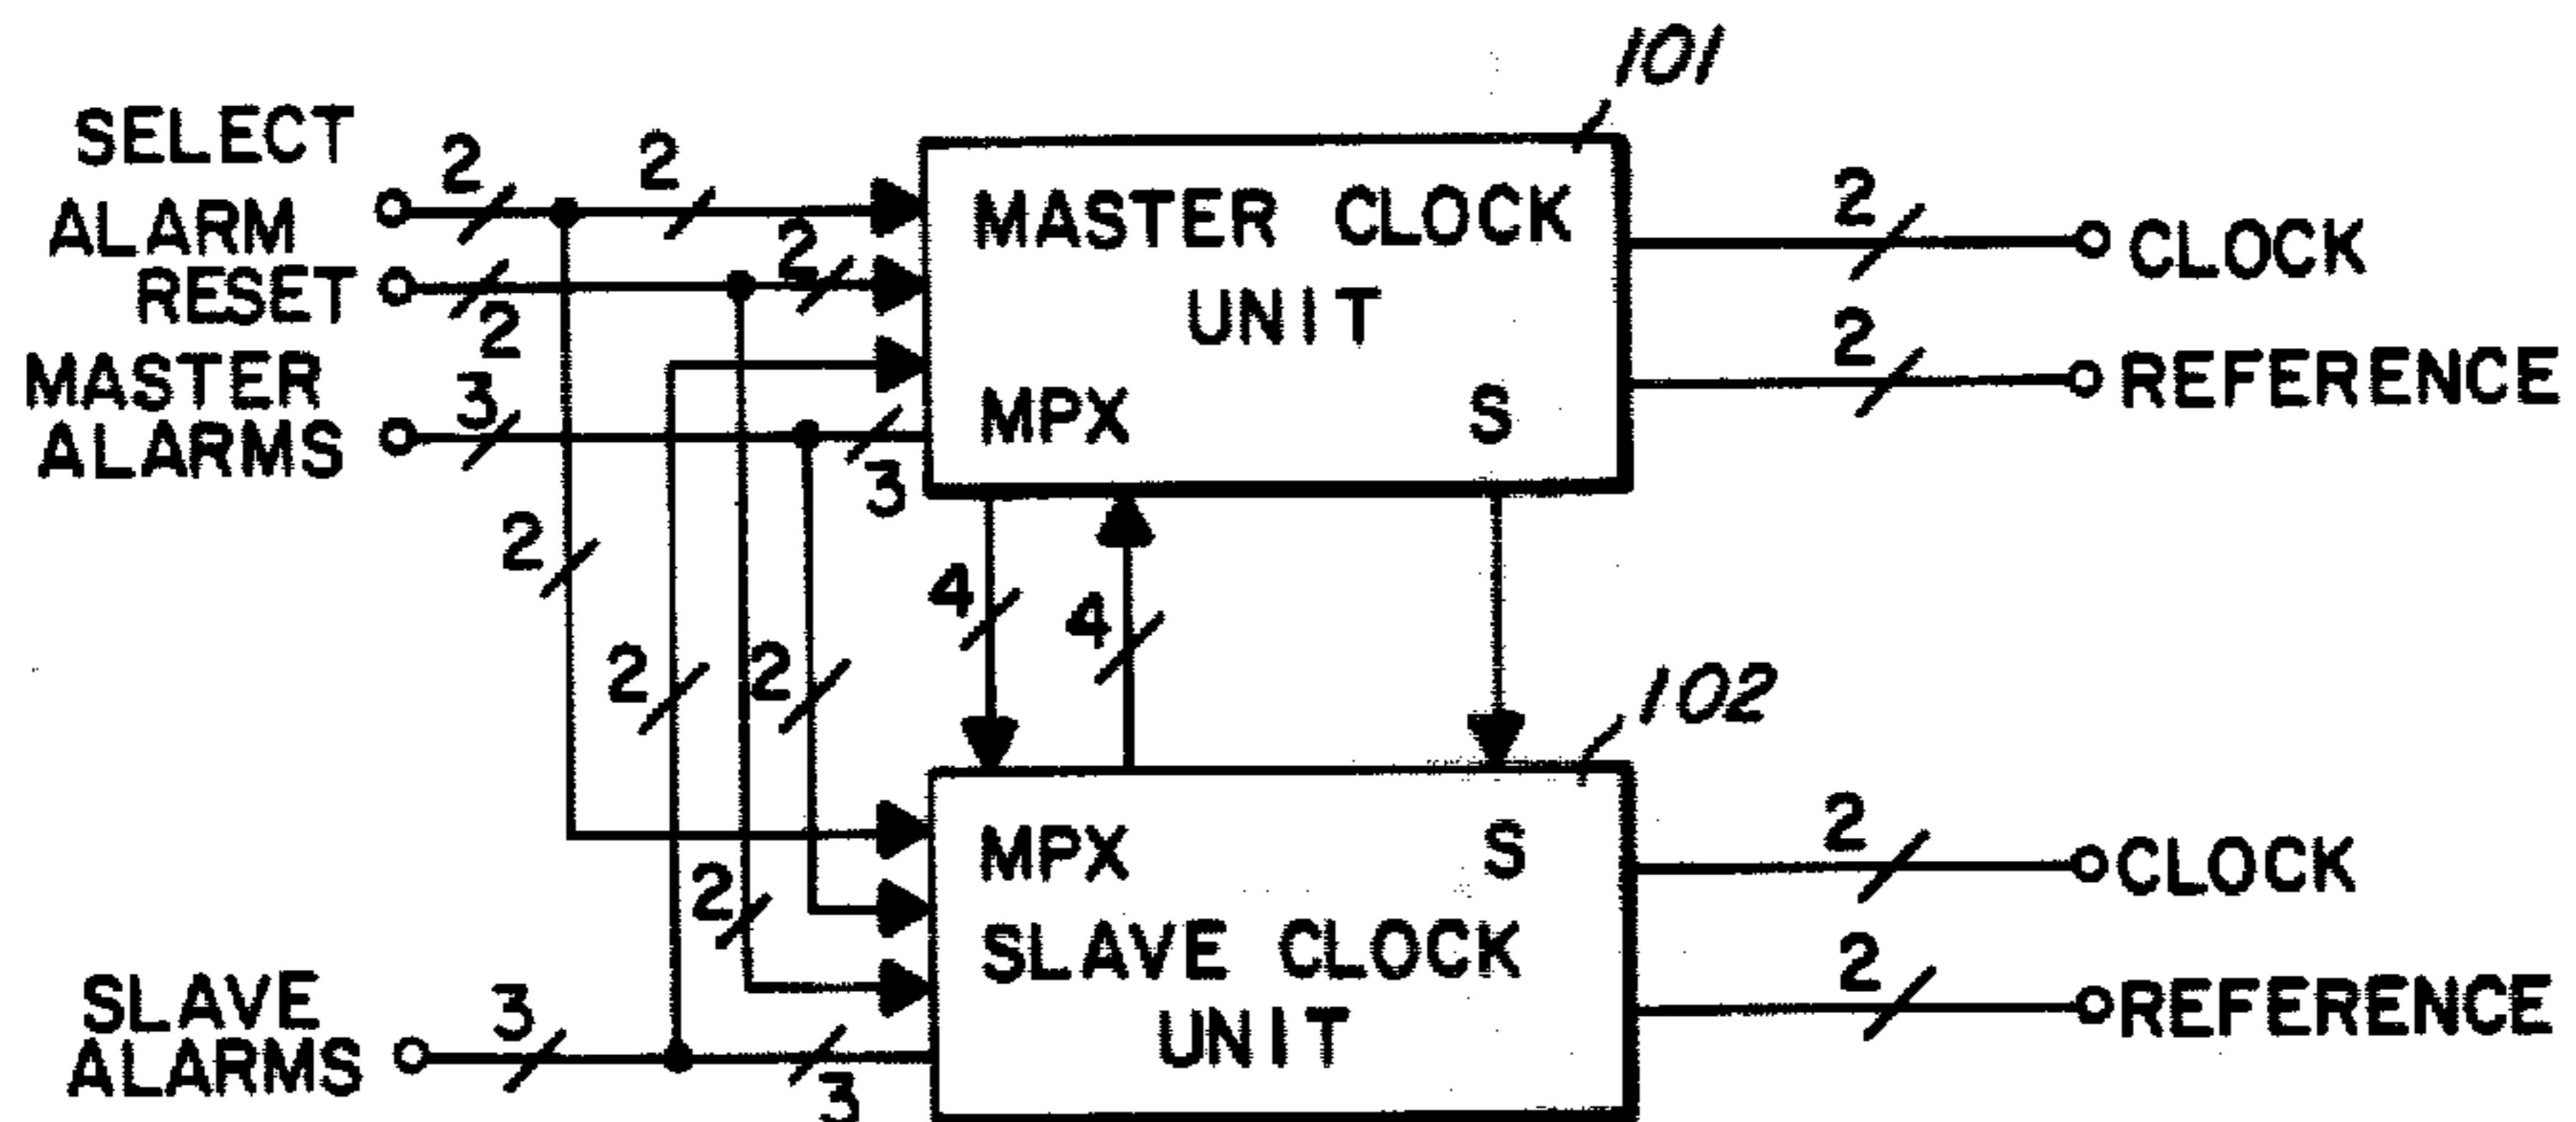 101
SELECT
2 2
ALARM
RESET
2
2
MASTER
ALARMS
3
3
MASTER CLOCK
UNIT
MPX S
2
CLOCK
2
REFERENCE
2
4
4
2
2
2
102
MPX S
SLAVE CLOCK
UNIT
2
CLOCK
2
REFERENCE
SLAVE
ALARMS
3
3